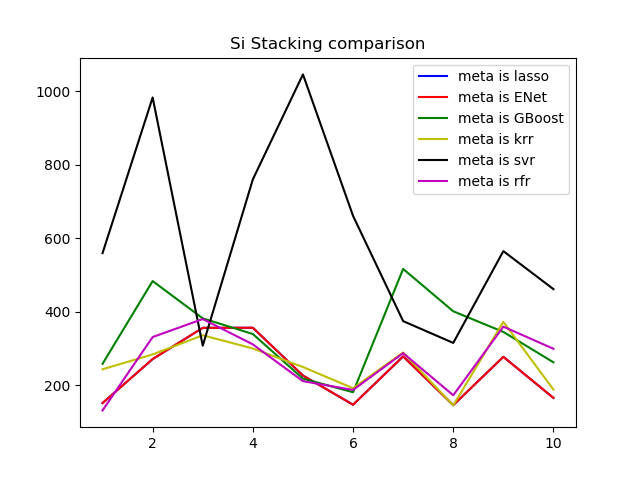 Si Stacking comparison
meta is lasso
meta is ENet
meta is GBoost
meta is krr
meta is svr
meta is rfr
1000
800
600
400
200
2 4 6 8 10